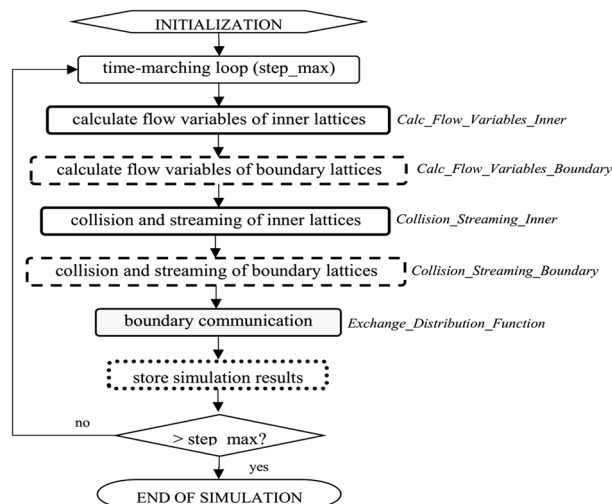 INITIALIZATION
time-marching loop (step_max)
calculate flow variables of inner lattices Calc_Flow_Variables_Inner
calculate flow variables of boundary lattices Calc_Flow_Variables_Boundary
collision and streaming of inner lattices Collision_Streaming_Inner
collision and streaming of boundary lattices Collision_Streaming_Boundary
boundary communication Exchange_Distribution_Function
store simulation results
no
> step_max?
yes
END OF SIMULATION